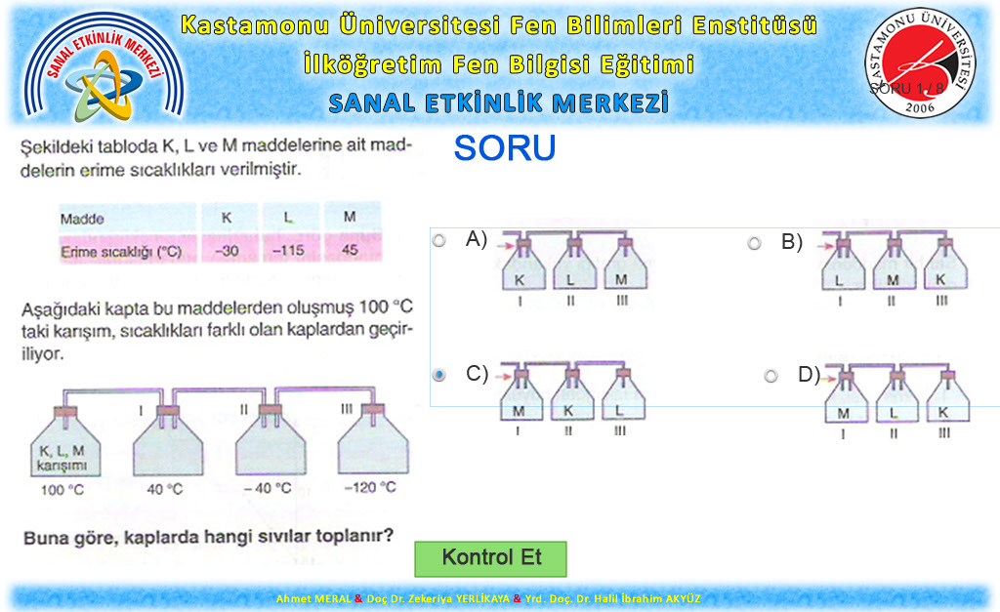 Kastamonu Üniversitesi Fen Bilimleri Enstitüsü
İlköğretim Fen Bilgisi Eğitimi
SANAL ETKİNLİK MERKEZİ
SANAL ETKİNLİK MERKEZİ
KASTAMONU ÜNİVERSİTESİ
2006
SORU 1 / 8
SORU
Şekildeki tabloda K, L ve M maddelerine ait mad-
delerin erime sıcaklıkları verilmiştir.
Madde K L M
Erime sıcaklığı (°C) –30 –115 45
Aşağıdaki kapta bu maddelerden oluşmuş 100 °C
taki karışım, sıcaklıkları farklı olan kaplardan geçir-
iliyor.
I II III
K, L, M
karışımı
100 °C 40 °C – 40 °C –120 °C
Buna göre, kaplarda hangi sıvılar toplanır?
A)
K L M
I II III
B)
L M K
I II III
C)
M K L
I II III
D)
M L K
I II III
Kontrol Et
Ahmet MERAL & Doç Dr. Zekeriya YERLİKAYA & Yrd. Doç. Dr. Halil İbrahim AKYÜZ